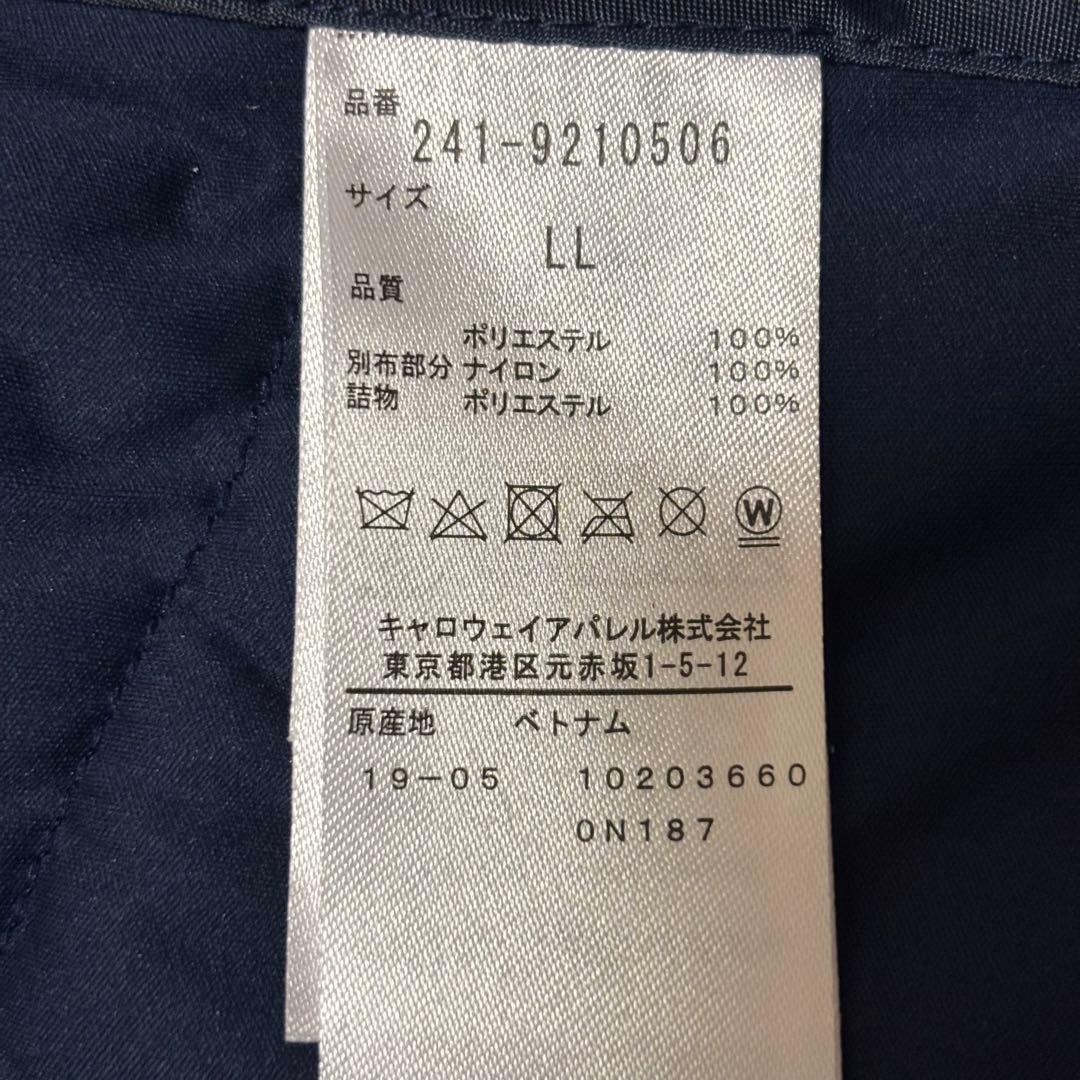 品番
241-9210506
サイズ
LL
品質
ポリエステル 100%
別布部分 ナイロン 100%
詰物 ポリエステル 100%
W
キャロウェイアパレル株式会社
東京都港区元赤坂1-5-12
原産地 ベトナム
19-05 10203660
0N187